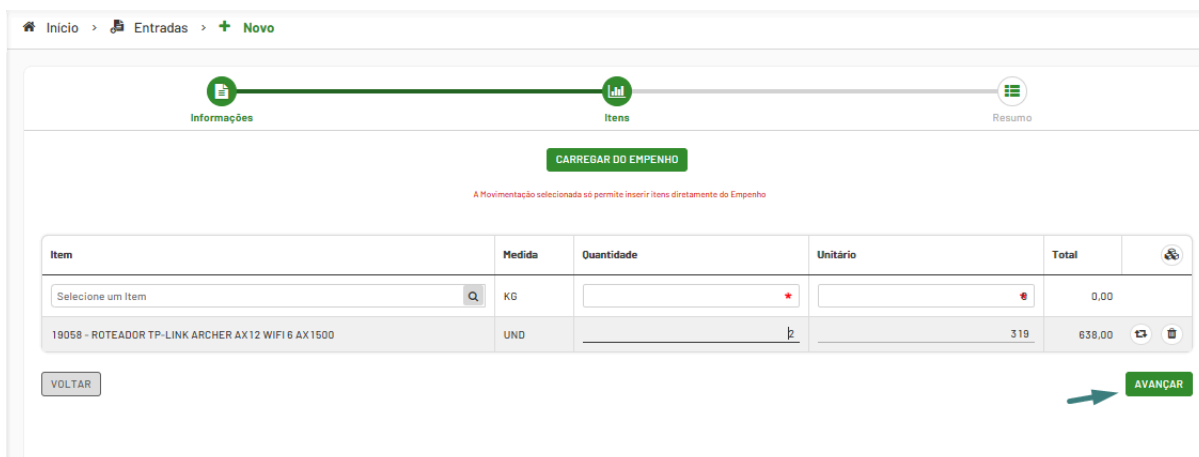 Início > Entradas > + Novo
Informações Itens Resumo
CARREGAR DO EMPENHO
A Movimentação selecionada só permite inserir itens diretamente do Empenho
Item Medida Quantidade Unitário Total
Selecione um Item KG * 0,00
19058 - ROTEADOR TP-LINK ARCHER AX12 WIFI 6 AX1500 UND 2 319 638,00
VOLTAR AVANÇAR